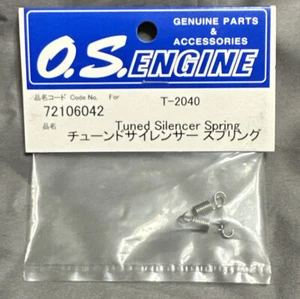 GENUINE PARTS &
ACCESSORIES
O.S.ENGINE
品名コード Code No. For T-2040
72106042
品名 Tuned Silencer Spring
チューンドサイレンサー スプリング